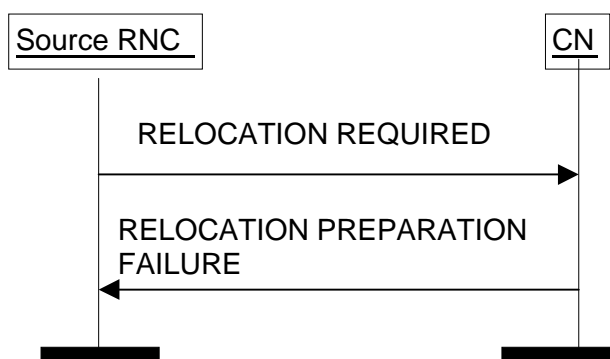 Source RNC
CN
RELOCATION REQUIRED
RELOCATION PREPARATION
FAILURE